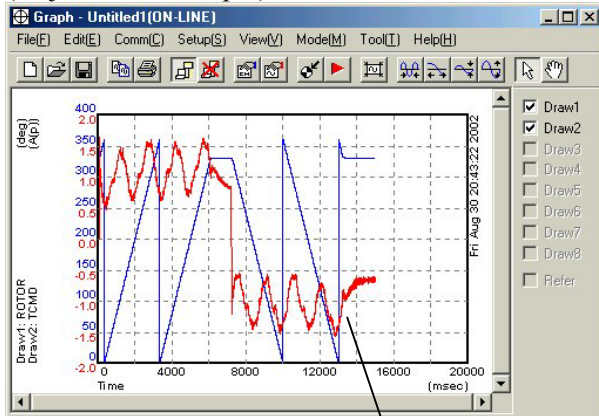 Graph - Untitled1(ON-LINE)
File(F) Edit(E) Comm(C) Setup(S) View(V) Mode(M) Tool(T) Help(H)
(deg)
(A(p))
400
2.0
350
1.5
300
1.0
250
0.5
200
0.0
150
-0.5
100
-1.0
50
-1.5
0
-2.0
0 4000 8000 12000 16000 20000
Time (msec)
Draw1: ROTOR
Draw2: TCMD
Fri Aug 30 20:43:22 2002
Draw1
Draw2
Draw3
Draw4
Draw5
Draw6
Draw7
Draw8
Refer